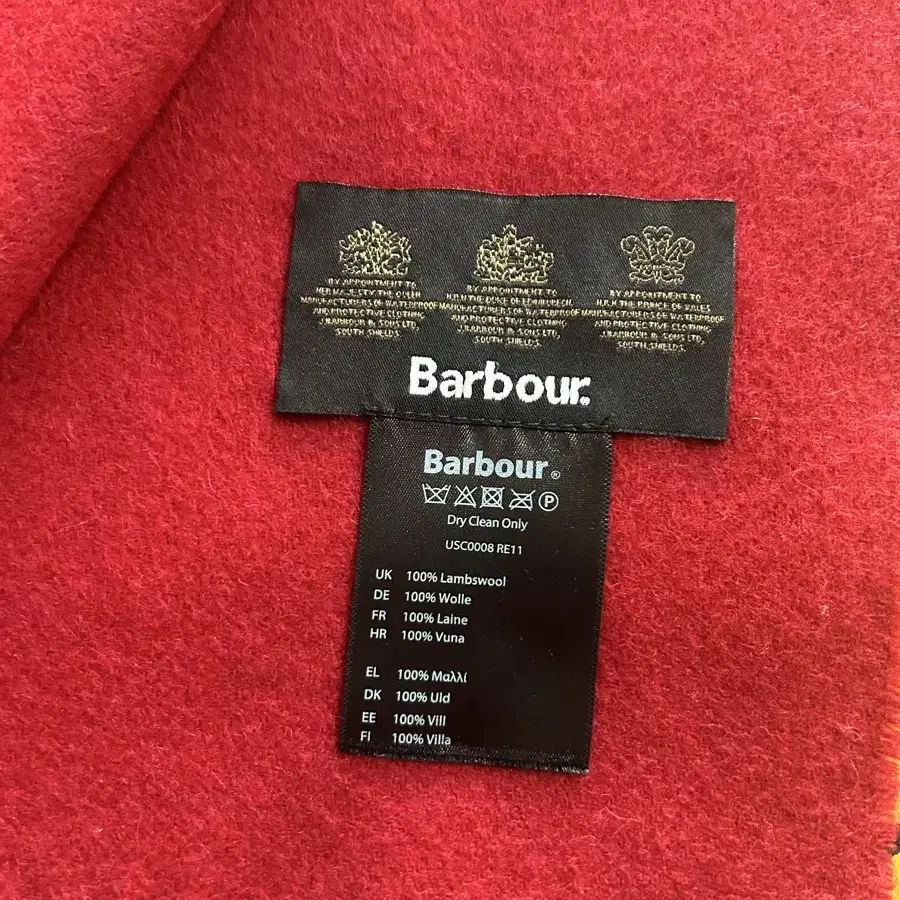 BY APPOINTMENT TO
HER MAJESTY THE QUEEN
MANUFACTURERS OF WATERPROOF
AND PROTECTIVE CLOTHING
J.BARBOUR & SONS LTD,
SOUTH SHIELDS.
BY APPOINTMENT TO
H.R.H. THE DUKE OF EDINBURGH
MANUFACTURERS OF WATERPROOF
AND PROTECTIVE CLOTHING
J.BARBOUR & SONS LTD,
SOUTH SHIELDS.
BY APPOINTMENT TO
H.R.H. THE PRINCE OF WALES
MANUFACTURERS OF WATERPROOF
AND PROTECTIVE CLOTHING
J.BARBOUR & SONS LTD,
SOUTH SHIELDS.
Barbour®
Barbour®
P
Dry Clean Only
USC0008 RE11
UK 100% Lambswool
DE 100% Wolle
FR 100% Laine
HR 100% Vuna
EL 100% Μαλλί
DK 100% Uld
EE 100% Vill
FI 100% Villa